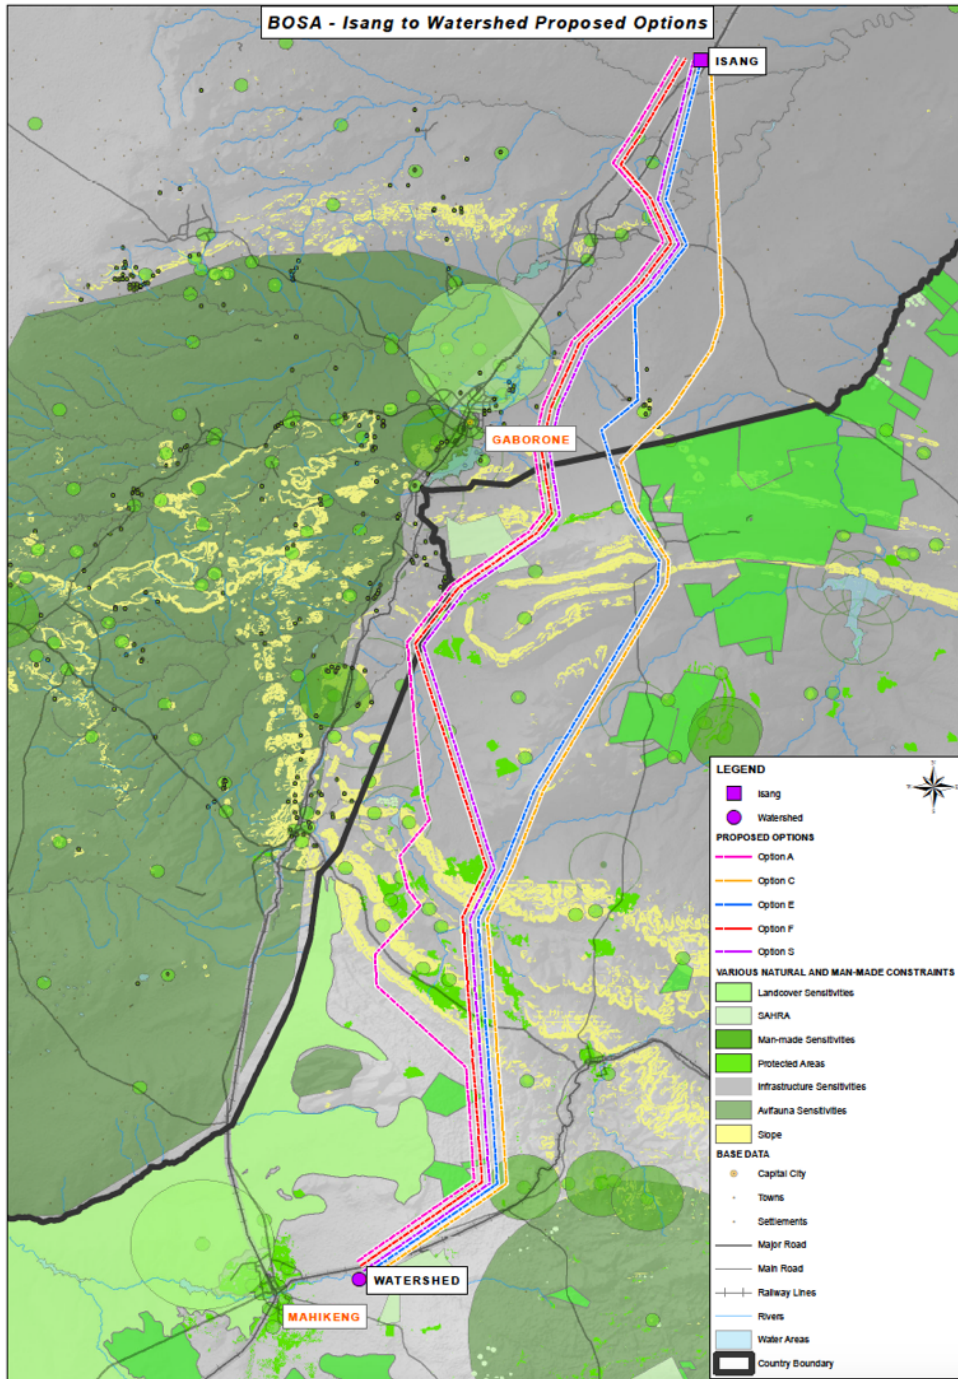 BOSA - Isang to Watershed Proposed Options
ISANG
GABORONE
WATERSHED
MAHIKENG
LEGEND
Isang
Watershed
PROPOSED OPTIONS
Option A
Option C
Option E
Option F
Option S
VARIOUS NATURAL AND MAN-MADE CONSTRAINTS
Landcover Sensitivities
SAHRA
Man-made Sensitivities
Protected Areas
Infrastructure Sensitivities
Avifauna Sensitivities
Slope
BASE DATA
Capital City
Towns
Settlements
Major Road
Main Road
Railway Lines
Rivers
Water Areas
Country Boundary